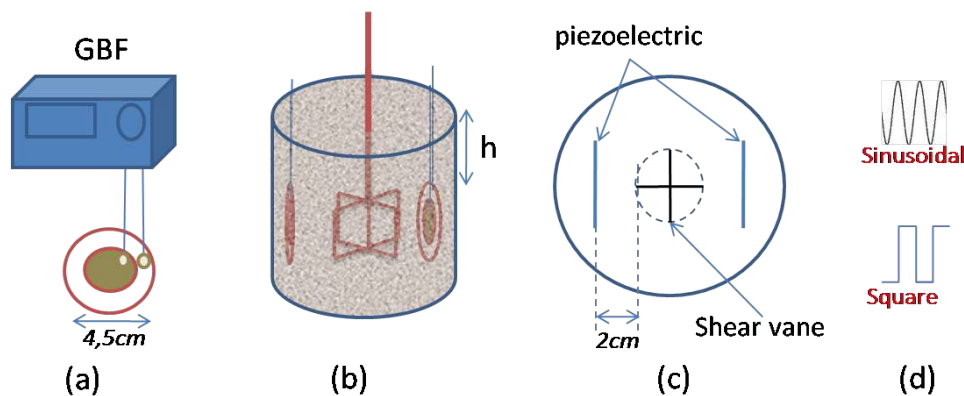 GBF
4,5cm
(a)
h
(b)
piezoelectric
2cm
Shear vane
(c)
Sinusoidal
Square
(d)